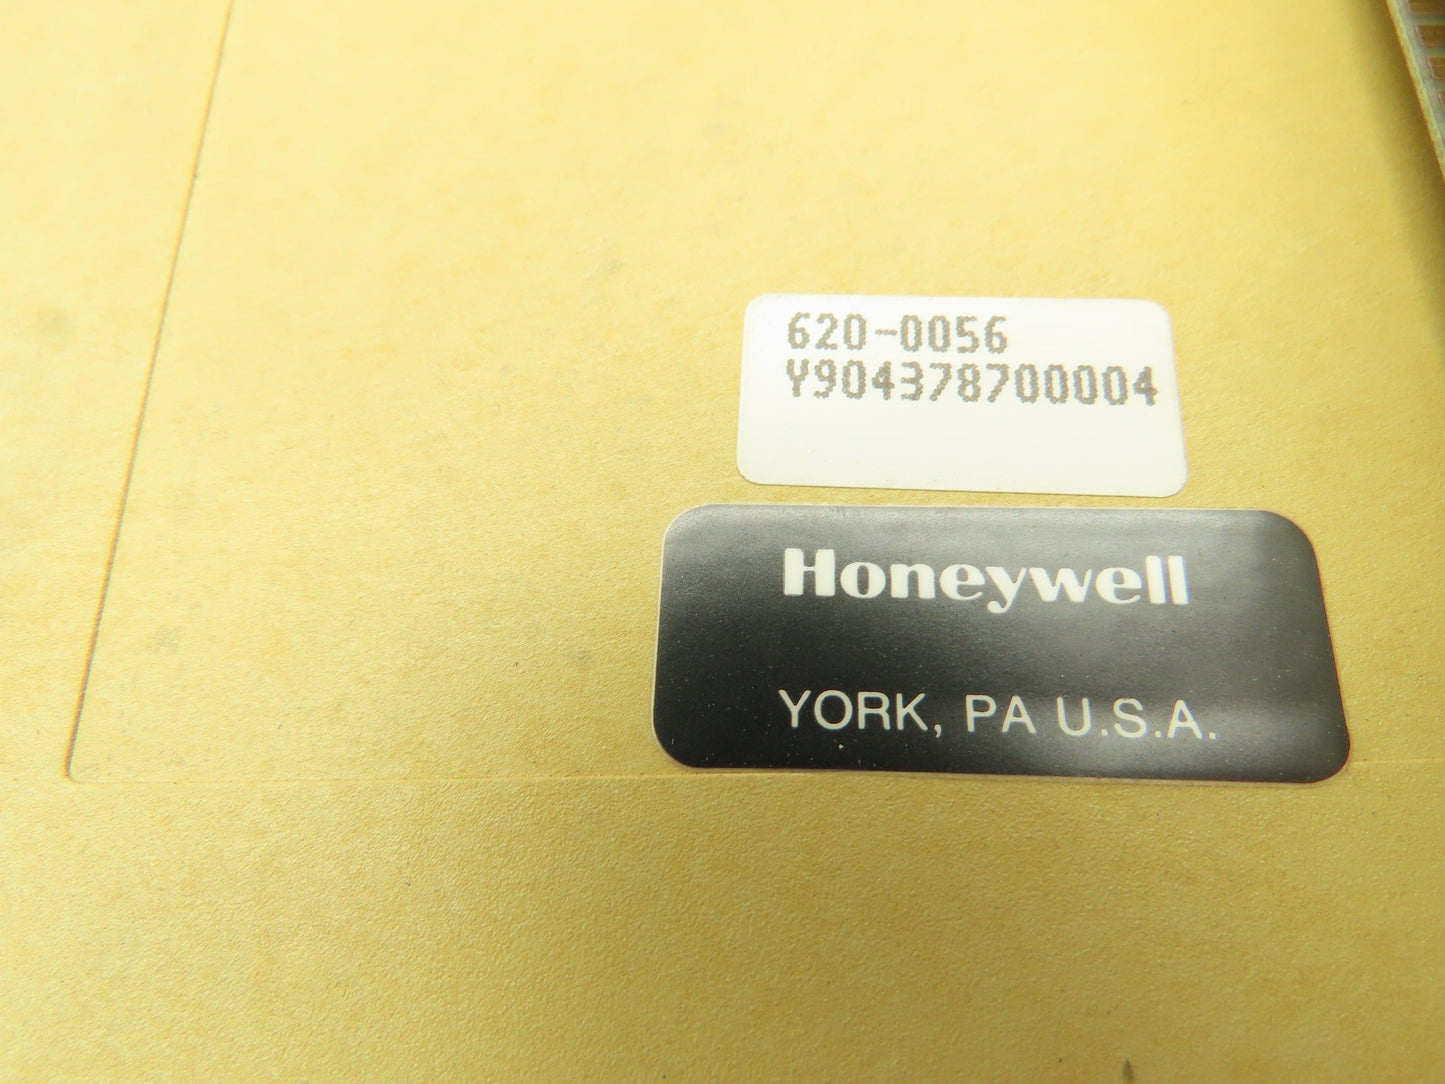 620-0056
Y904378700004
Honeywell
YORK, PA U.S.A.